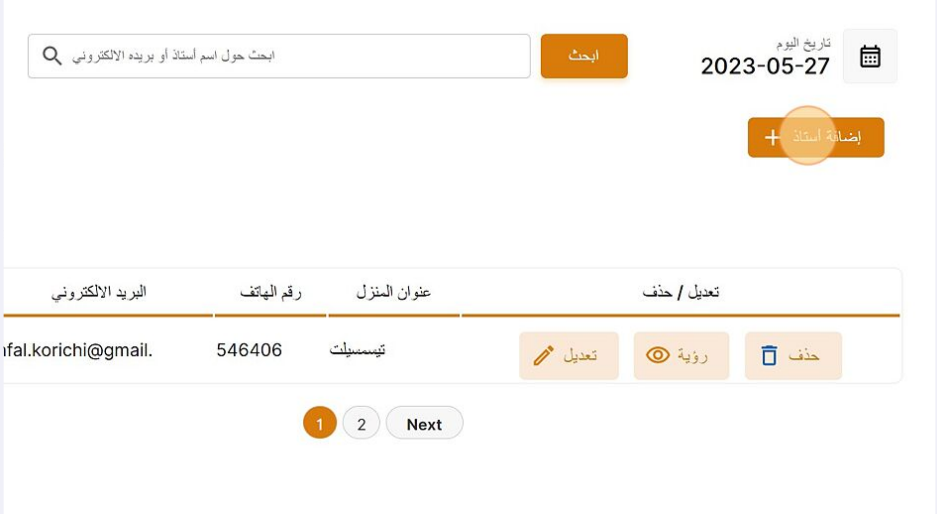 تاريخ اليوم
2023-05-27
ابحث
ابحث حول اسم أستاذ أو بريده الالكتروني
إضافة أستاذ +
تعديل / حذف
عنوان المنزل
رقم الهاتف
البريد الالكتروني
حذف
رؤية
تعديل
تيسمسيلت
546406
fal.korichi@gmail.
1 2 Next